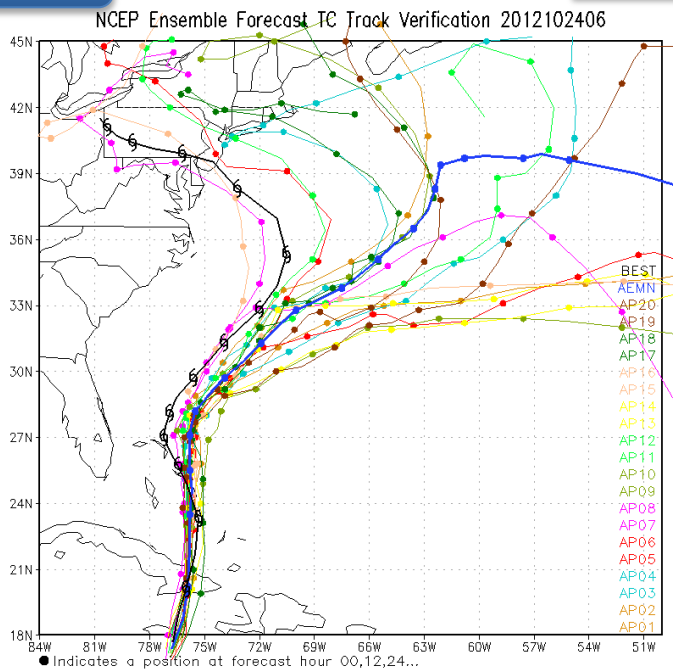 NCEP Ensemble Forecast TC Track Verification 2012102406
45N
42N
39N
36N
33N
30N
27N
24N
21N
18N
BEST
AEMN
AP20
AP19
AP18
AP17
AP16
AP15
AP14
AP13
AP12
AP11
AP10
AP09
AP08
AP07
AP06
AP05
AP04
AP03
AP02
AP01
84W 81W 78W 75W 72W 69W 66W 63W 60W 57W 54W 51W
Indicates a position at forecast hour 00,12,24...